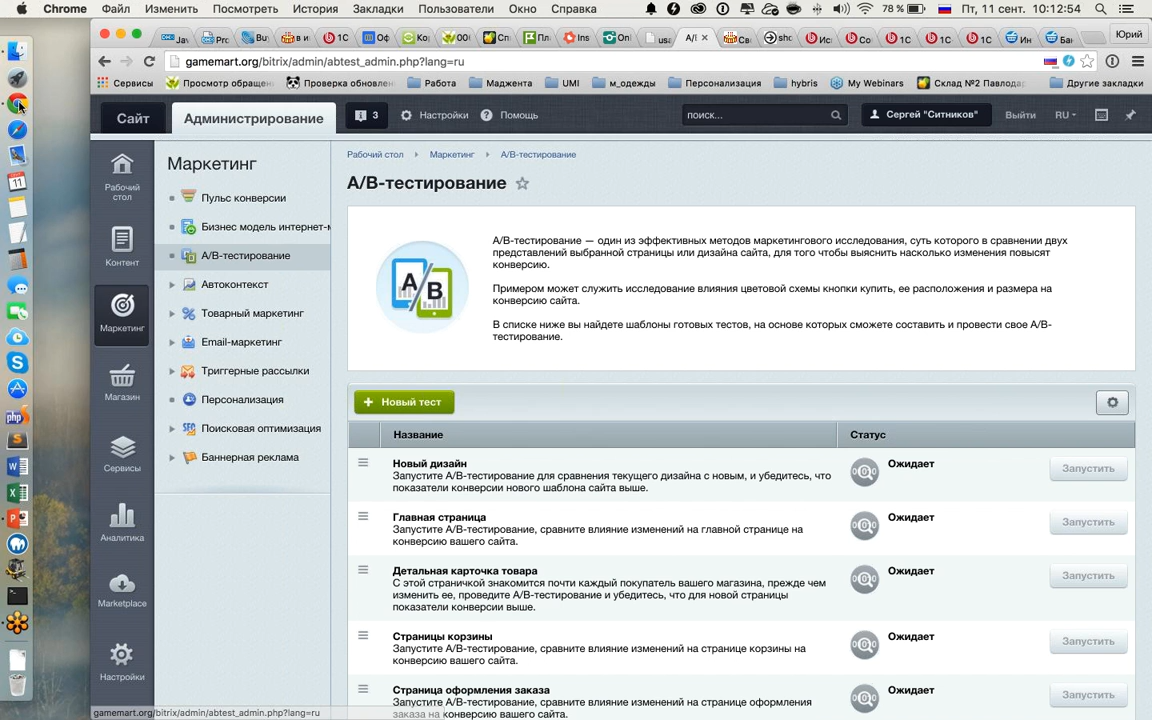 Chrome Файл Изменить Просмотреть История Закладки Пользователи Окно Справка 78 % Пт, 11 сент. 10:12:54
Юрий
gamemart.org/bitrix/admin/abtest_admin.php?lang=ru
Сервисы Просмотр обращен Проверка обновлен Работа Маджента UMI м_одежды Персонализация hybris My Webinars Склад №2 Павлодар Другие закладки
Сайт Администрирование 3 Настройки Помощь поиск... Сергей "Ситников" Выйти RU
Рабочий стол
Контент
Маркетинг
Магазин
Сервисы
Аналитика
Marketplace
Настройки
Маркетинг
Пульс конверсии
Бизнес модель интернет-м
A/B-тестирование
Автоконтекст
Товарный маркетинг
Email-маркетинг
Триггерные рассылки
Персонализация
Поисковая оптимизация
Баннерная реклама
Рабочий стол Маркетинг A/B-тестирование
A/B-тестирование
A/B
A/B-тестирование — один из эффективных методов маркетингового исследования, суть которого в сравнении двух
представлений выбранной страницы или дизайна сайта, для того чтобы выяснить насколько изменения повысят
конверсию.
Примером может служить исследование влияния цветовой схемы кнопки купить, ее расположения и размера на
конверсию сайта.
В списке ниже вы найдете шаблоны готовых тестов, на основе которых сможете составить и провести свое A/B-
тестирование.
+ Новый тест
Название Статус
Новый дизайн
Запустите A/B-тестирование для сравнения текущего дизайна с новым, и убедитесь, что
показатели конверсии нового шаблона сайта выше.
Ожидает Запустить
Главная страница
Запустите A/B-тестирование, сравните влияние изменений на главной странице на
конверсию вашего сайта.
Ожидает Запустить
Детальная карточка товара
С этой страничкой знакомится почти каждый покупатель вашего магазина, прежде чем
изменить ее, проведите A/B-тестирование и убедитесь, что для новой страницы
показатели конверсии выше.
Ожидает Запустить
Страницы корзины
Запустите A/B-тестирование, сравните влияние изменений на странице корзины на
конверсию вашего сайта.
Ожидает Запустить
Страница оформления заказа
Запустите A/B-тестирование, сравните влияние изменений на странице оформления
заказа на конверсию вашего сайта.
Ожидает Запустить
gamemart.org/bitrix/admin/abtest_admin.php?lang=ru